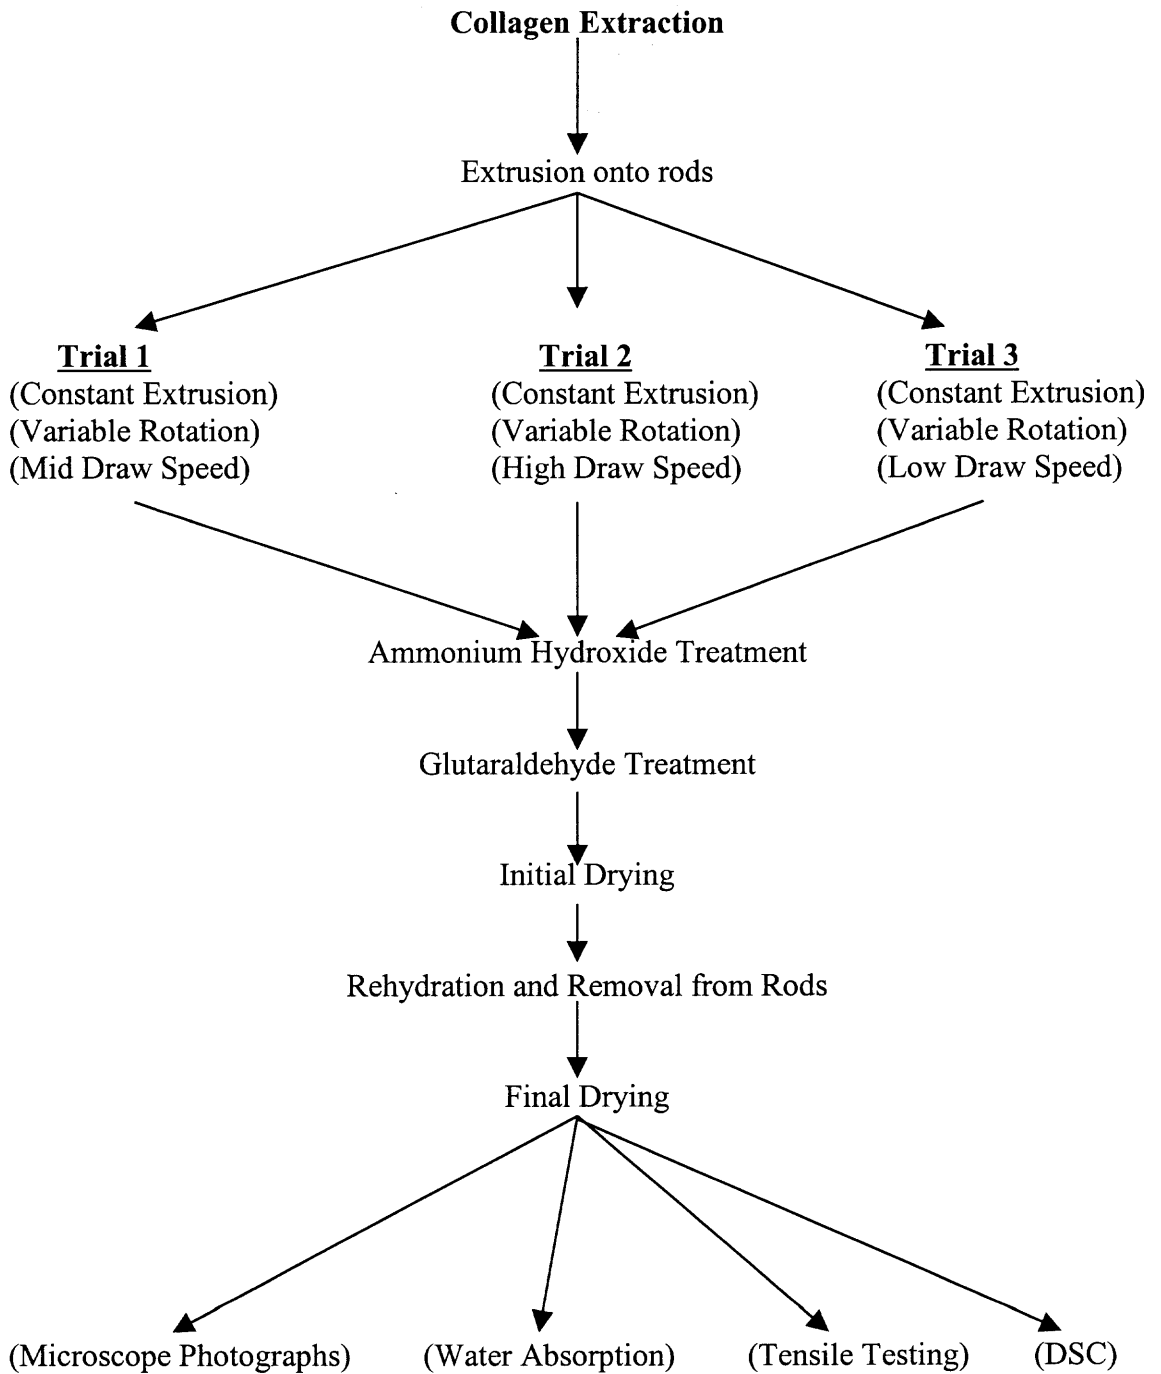 Collagen Extraction
Extrusion onto rods
Trial 1
(Constant Extrusion)
(Variable Rotation)
(Mid Draw Speed)
Trial 2
(Constant Extrusion)
(Variable Rotation)
(High Draw Speed)
Trial 3
(Constant Extrusion)
(Variable Rotation)
(Low Draw Speed)
Ammonium Hydroxide Treatment
Glutaraldehyde Treatment
Initial Drying
Rehydration and Removal from Rods
Final Drying
(Microscope Photographs)
(Water Absorption)
(Tensile Testing)
(DSC)